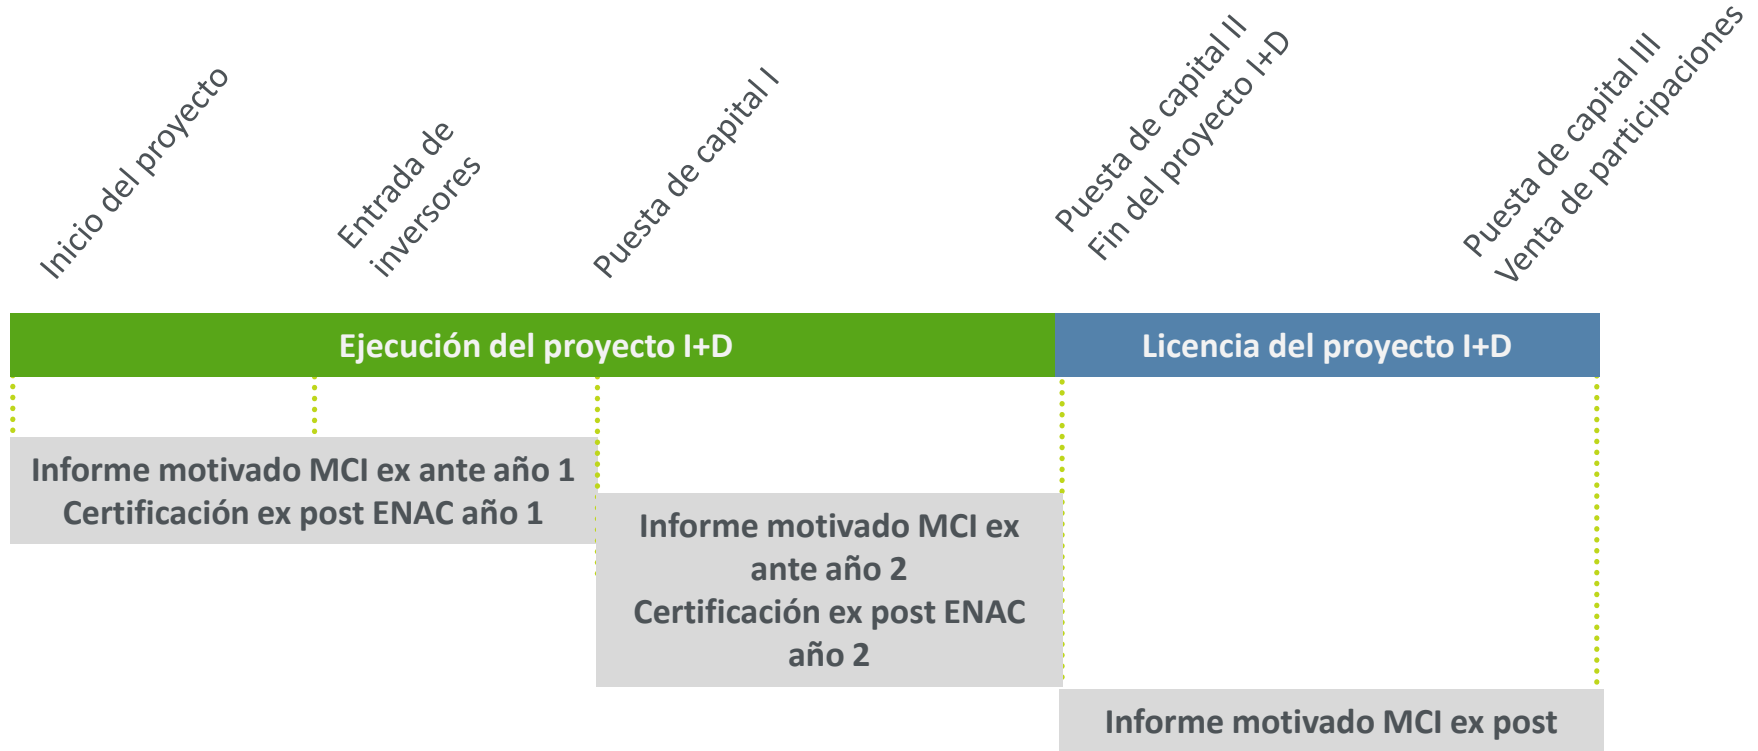 Inicio del proyecto
Entrada de
inversores
Puesta de capital I
Puesta de capital II
Fin del proyecto I+D
Puesta de capital III
Venta de participaciones
Ejecución del proyecto I+D
Licencia del proyecto I+D
Informe motivado MCI ex ante año 1
Certificación ex post ENAC año 1
Informe motivado MCI ex
ante año 2
Certificación ex post ENAC
año 2
Informe motivado MCI ex post